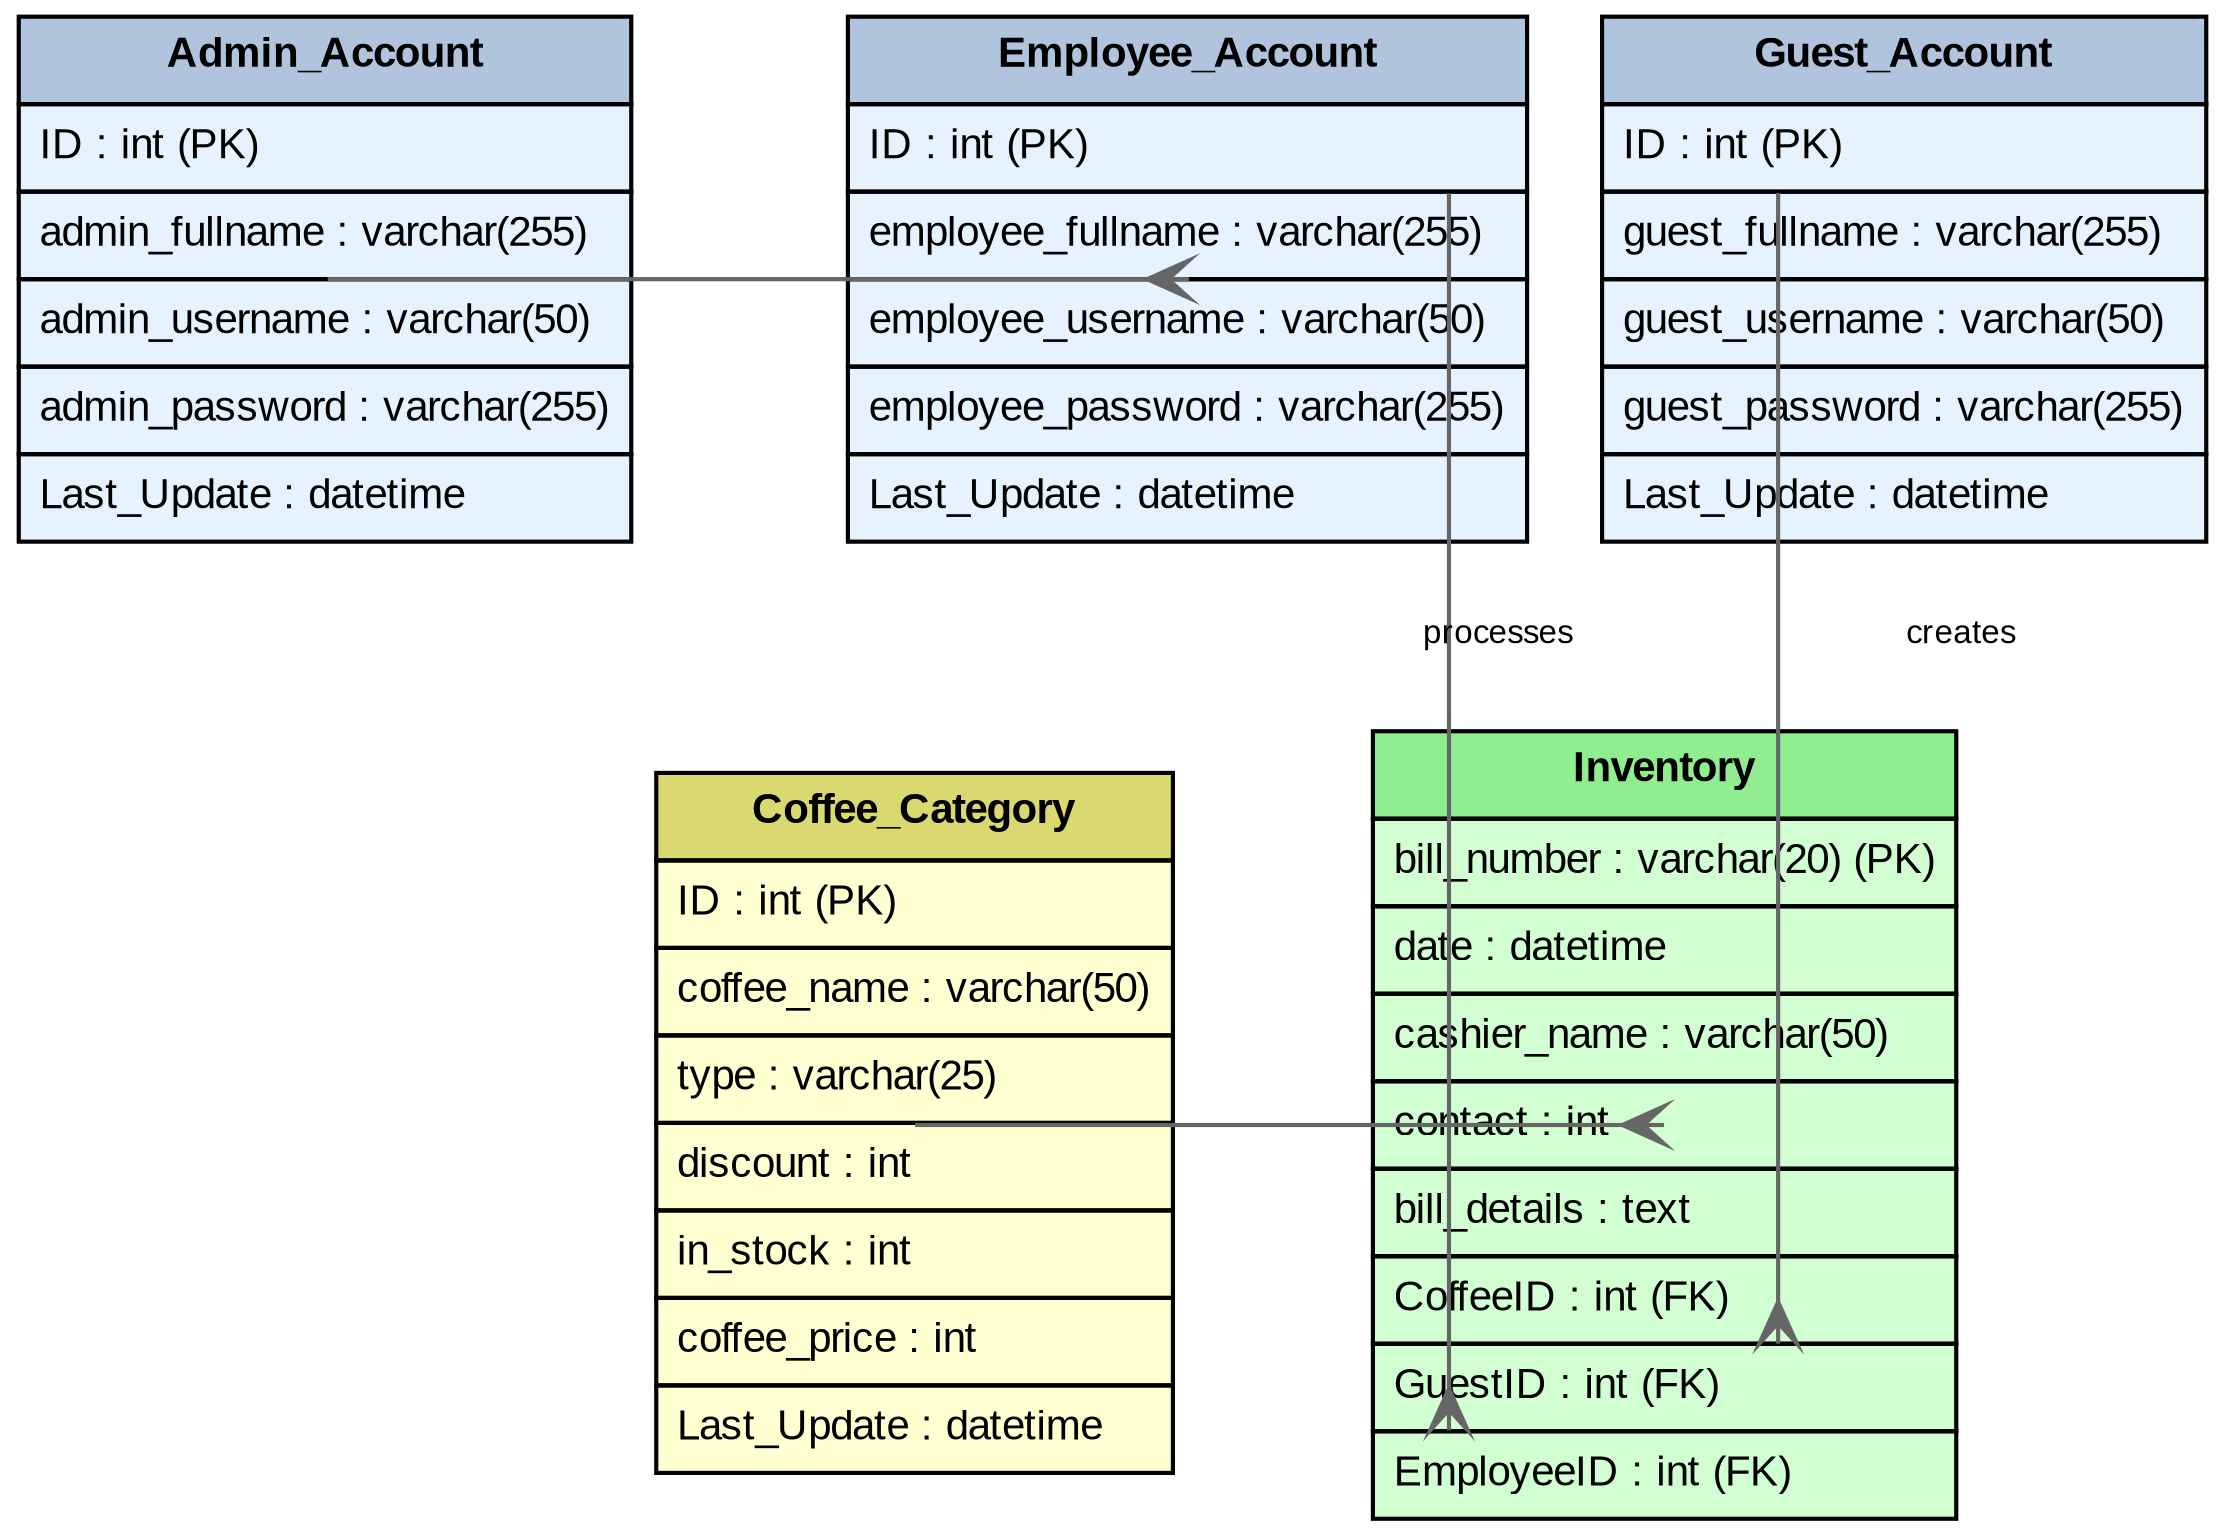 Admin_Account
ID : int (PK)
admin_fullname : varchar(255)
admin_username : varchar(50)
admin_password : varchar(255)
Last_Update : datetime
Employee_Account
ID : int (PK)
employee_fullname : varchar(255)
employee_username : varchar(50)
employee_password : varchar(255)
Last_Update : datetime
Guest_Account
ID : int (PK)
guest_fullname : varchar(255)
guest_username : varchar(50)
guest_password : varchar(255)
Last_Update : datetime
processes
creates
Coffee_Category
ID : int (PK)
coffee_name : varchar(50)
type : varchar(25)
discount : int
in_stock : int
coffee_price : int
Last_Update : datetime
Inventory
bill_number : varchar(20) (PK)
date : datetime
cashier_name : varchar(50)
contact : int
bill_details : text
CoffeeID : int (FK)
GuestID : int (FK)
EmployeeID : int (FK)